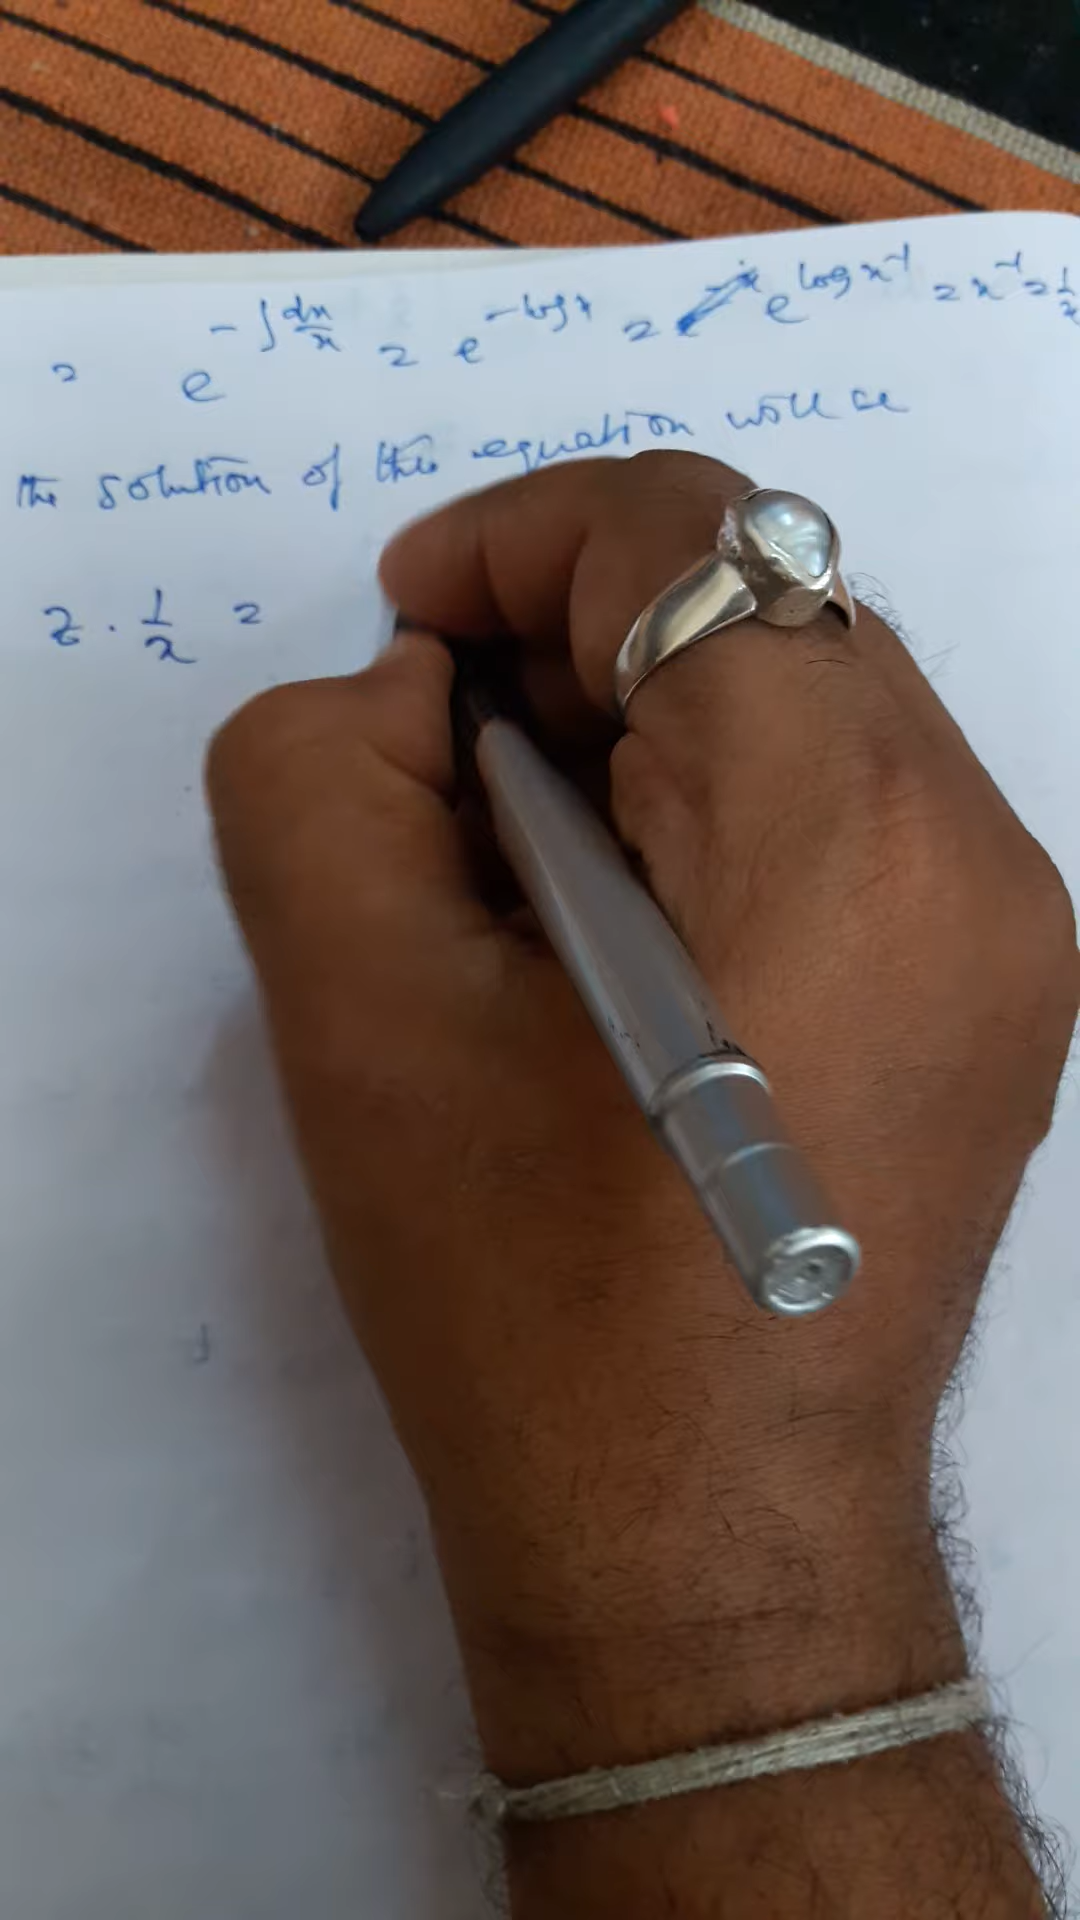 = e^{-∫dx/x} = e^{-log x} = e^{log x^{-1}} = x^{-1} = 1/x
the solution of the equation will be
z · 1/x =